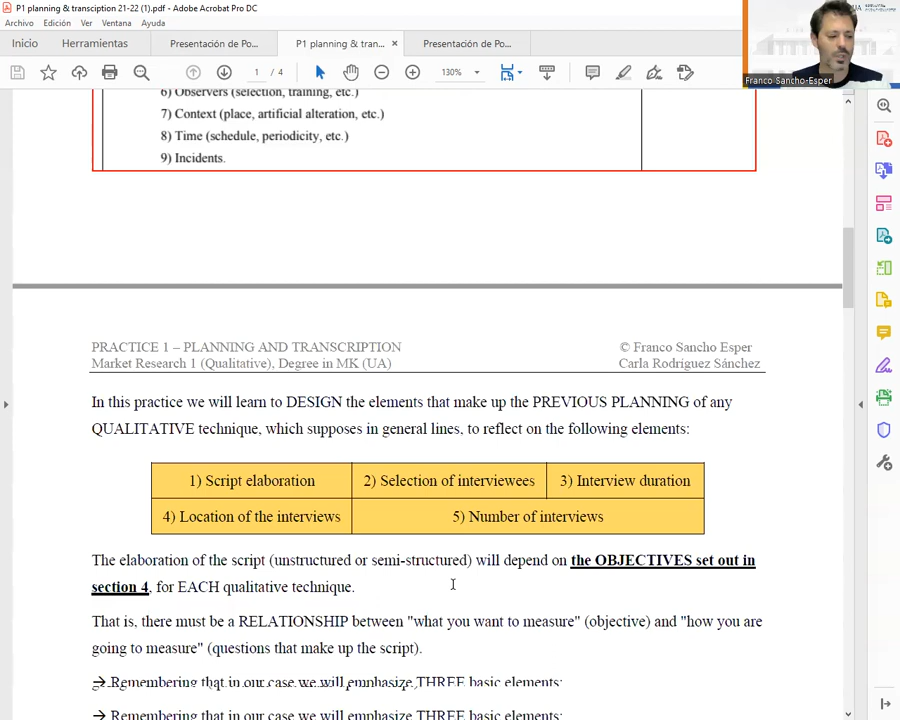 P1 planning & transciption 21-22 (1).pdf - Adobe Acrobat Pro DC
Archivo Edición Ver Ventana Ayuda
Inicio Herramientas Presentación de Po... P1 planning & tran... × Presentación de Po...
1 / 4 130%
Franco Sancho-Esper
6) Observers (selection, training, etc.)
7) Context (place, artificial alteration, etc.)
8) Time (schedule, periodicity, etc.)
9) Incidents.
PRACTICE 1 – PLANNING AND TRANSCRIPTION © Franco Sancho Esper
Market Research 1 (Qualitative), Degree in MK (UA) Carla Rodríguez Sánchez
In this practice we will learn to DESIGN the elements that make up the PREVIOUS PLANNING of any
QUALITATIVE technique, which supposes in general lines, to reflect on the following elements:
1) Script elaboration 2) Selection of interviewees 3) Interview duration
4) Location of the interviews 5) Number of interviews
The elaboration of the script (unstructured or semi-structured) will depend on the OBJECTIVES set out in
section 4, for EACH qualitative technique.
That is, there must be a RELATIONSHIP between "what you want to measure" (objective) and "how you are
going to measure" (questions that make up the script).
→ Remembering that in our case we will emphasize THREE basic elements:
→ Remembering that in our case we will emphasize THREE basic elements: